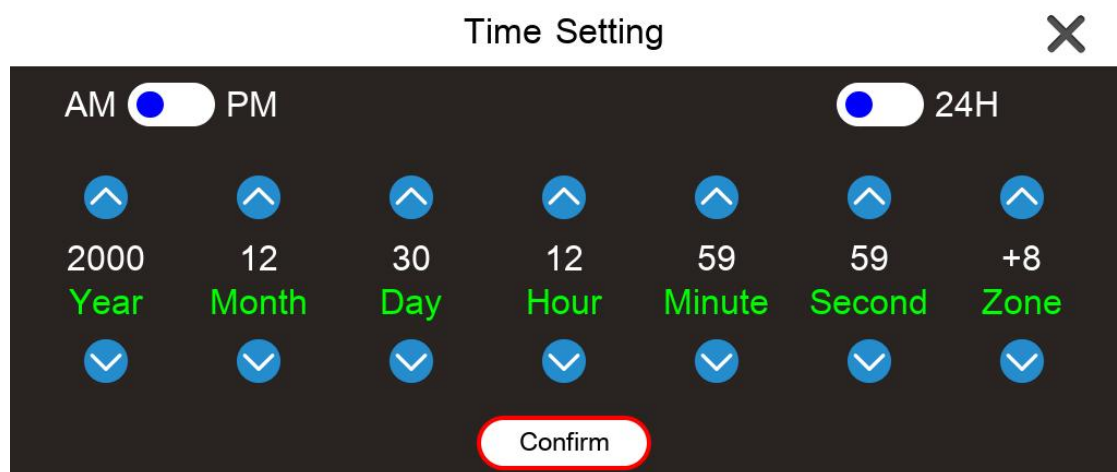 Time Setting
AM PM 24H
2000 12 30 12 59 59 +8
Year Month Day Hour Minute Second Zone
Confirm